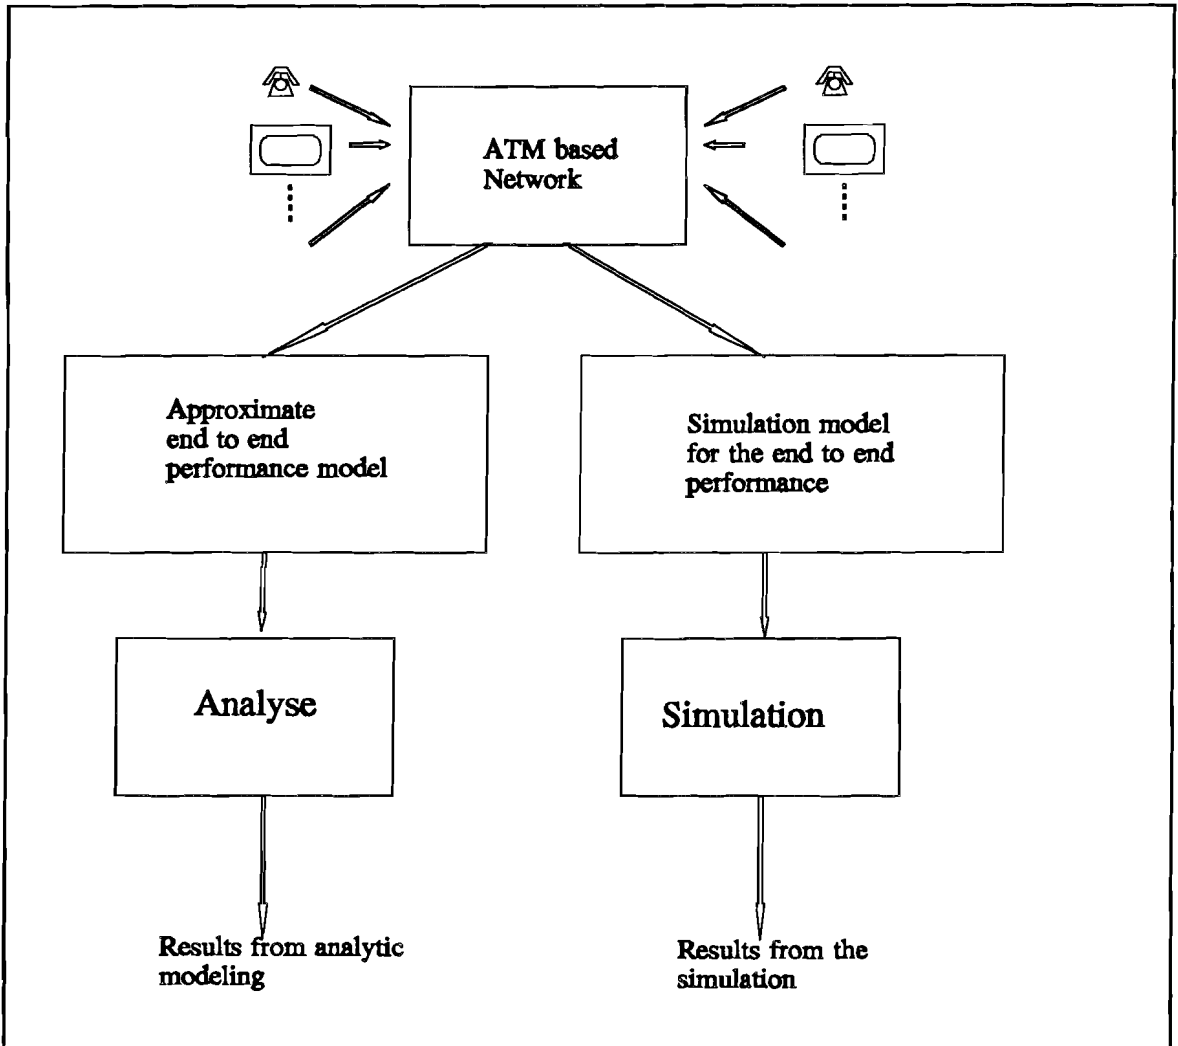 ATM based
Network
Approximate
end to end
performance model
Simulation model
for the end to end
performance
Analyse
Simulation
Results from analytic
modeling
Results from the
simulation